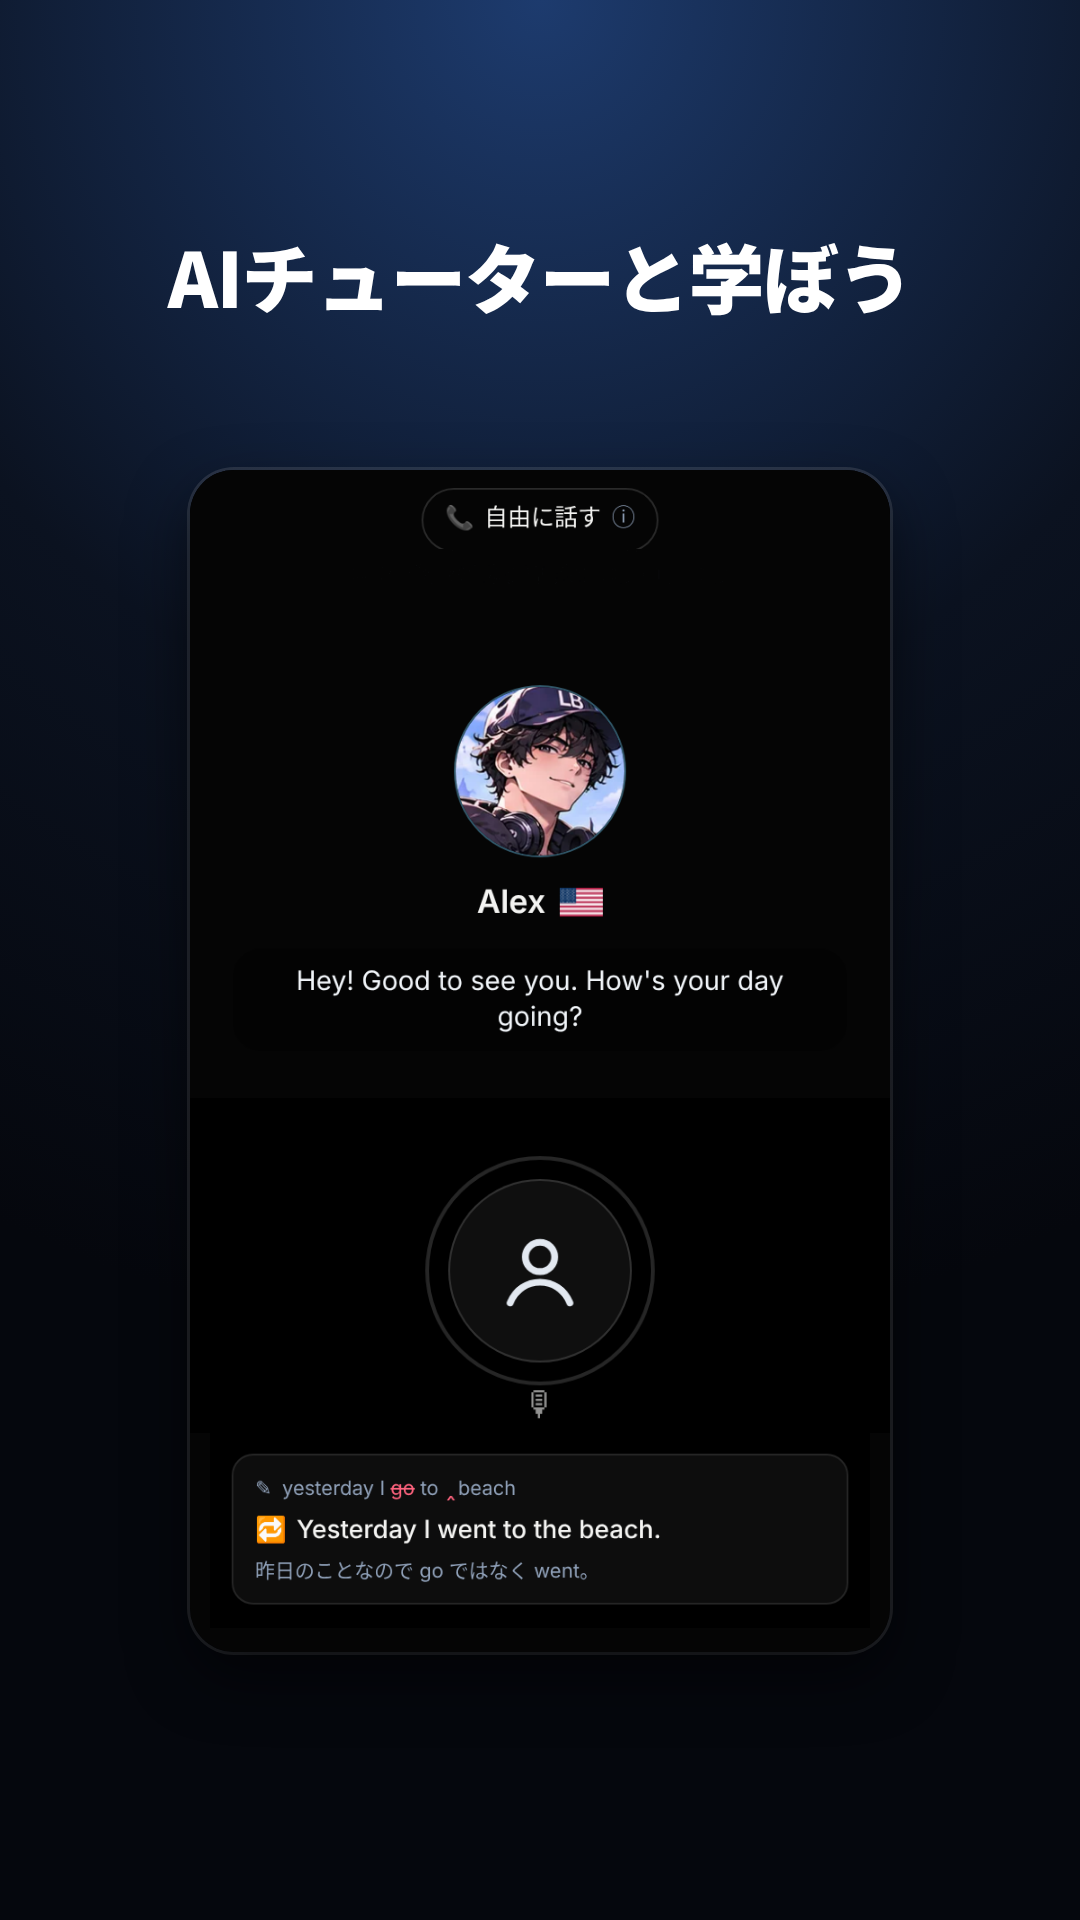 AIチューターと学ぼう
📞 自由に話す ⓘ
LB
Alex 🇺🇸
Hey! Good to see you. How's your day
going?
✎ yesterday I go to ‸beach
🔁 Yesterday I went to the beach.
昨日のことなので go ではなく went。